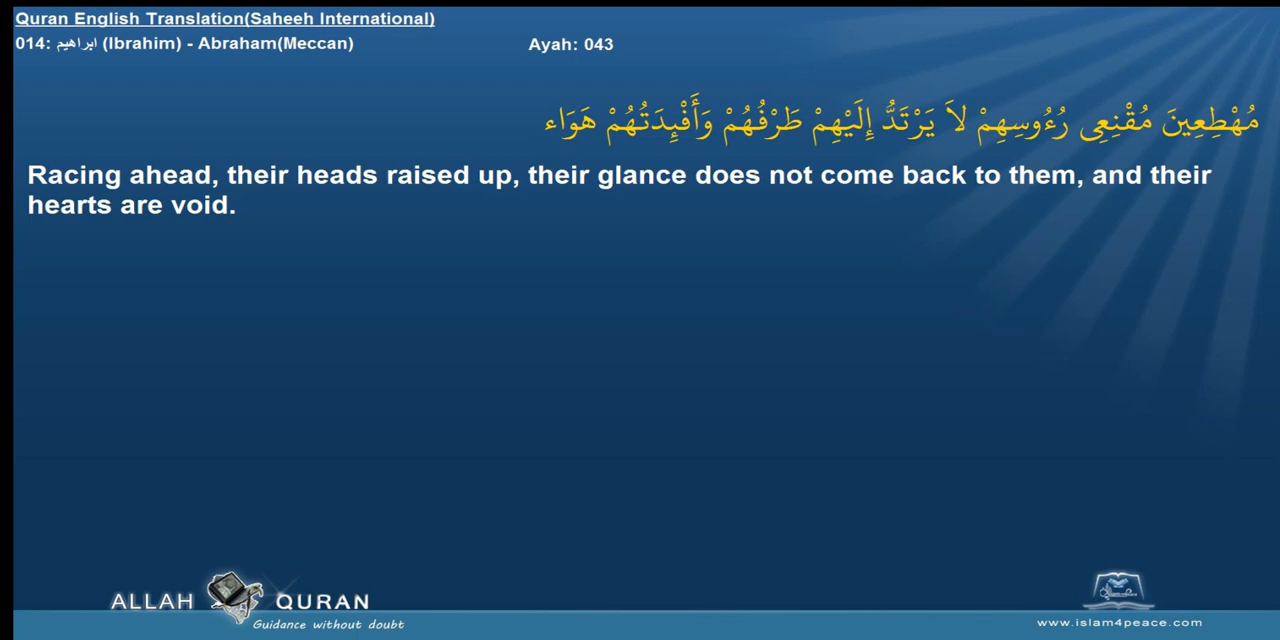 Quran English Translation(Saheeh International)
014: ابراهيم (Ibrahim) - Abraham(Meccan)
Ayah: 043
مُهْطِعِينَ مُقْنِعِى رُءُوسِهِمْ لاَ يَرْتَدُّ إِلَيْهِمْ طَرْفُهُمْ وَأَفْئِدَتُهُمْ هَوَاء
Racing ahead, their heads raised up, their glance does not come back to them, and their
hearts are void.
ALLAH QURAN
Guidance without doubt
www.islam4peace.com